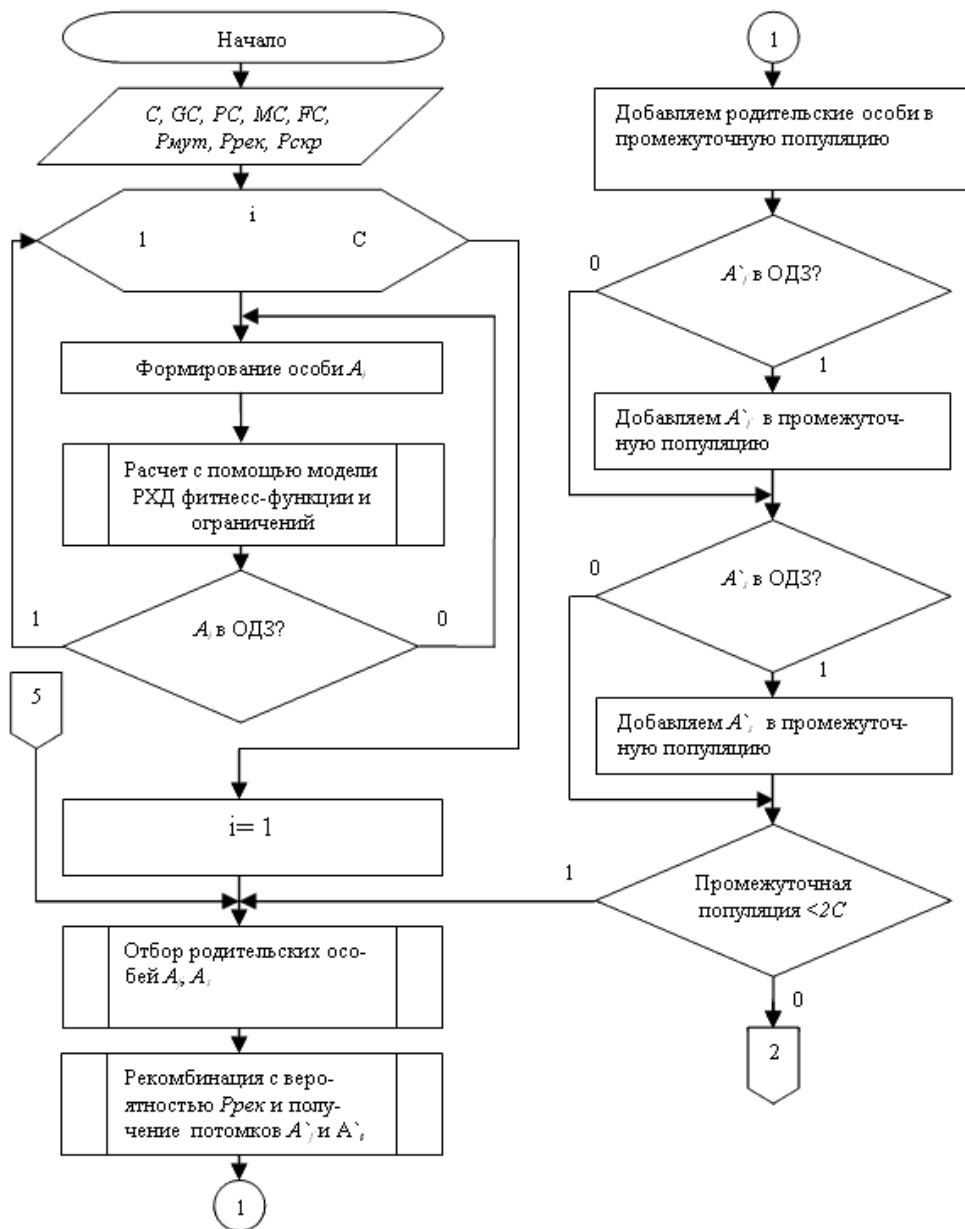 Начало
C, GC, PC, MC, FC,
Pмут, Pрек, Pскр
i
1 C
Формирование особи Ai
Расчет с помощью модели
РХД фитнесс-функции и
ограничений
1
0
Ai в ОДЗ?
5
i= 1
Отбор родительских осо-
бей Aj, As
Рекомбинация с веро-
ятностью Pрек и полу-
чение потомков A`j и A`s
1
1
Добавляем родительские особи в
промежуточную популяцию
0
A`j в ОДЗ?
1
Добавляем A`j в промежуточ-
ную популяцию
0
A`s в ОДЗ?
1
Добавляем A`s в промежуточ-
ную популяцию
1
Промежуточная
популяция <2C
0
2